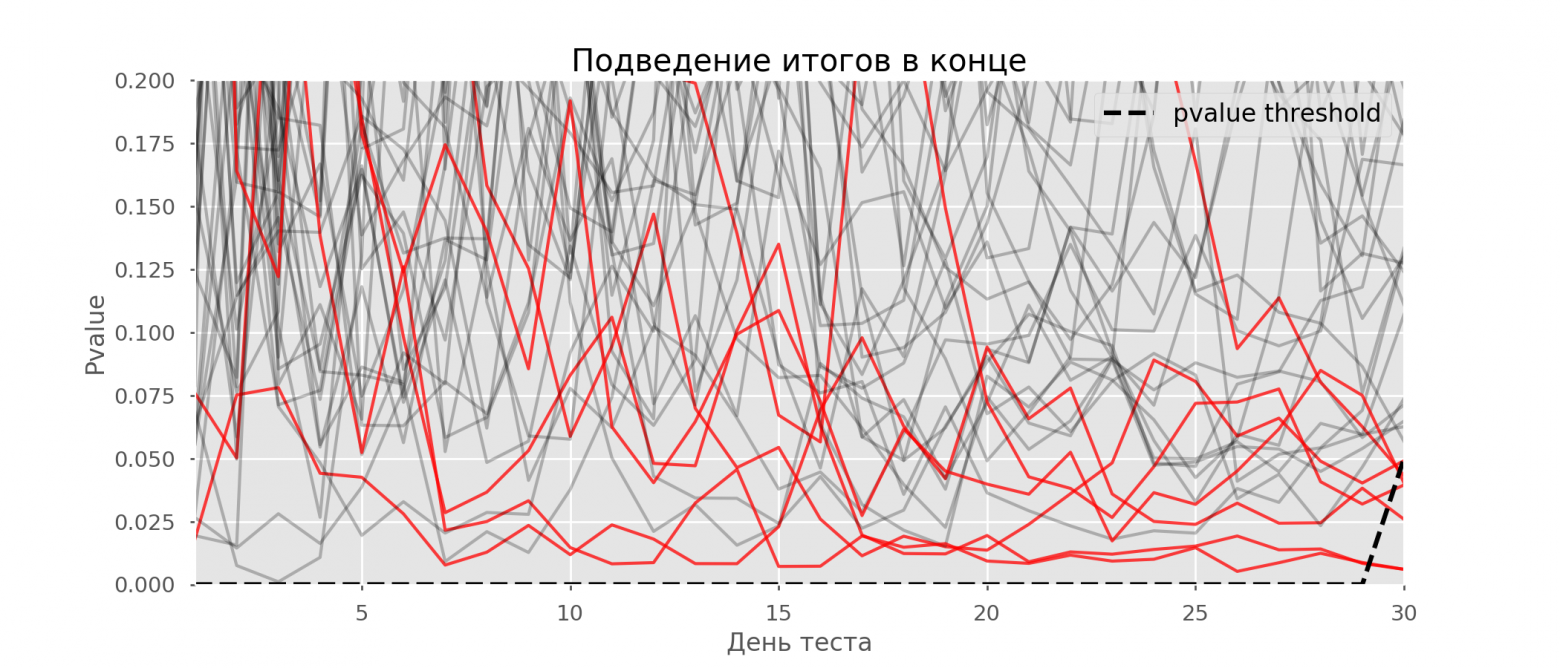 Подведение итогов в конце
pvalue threshold
Pvalue
0.200
0.175
0.150
0.125
0.100
0.075
0.050
0.025
0.000
5 10 15 20 25 30
День теста